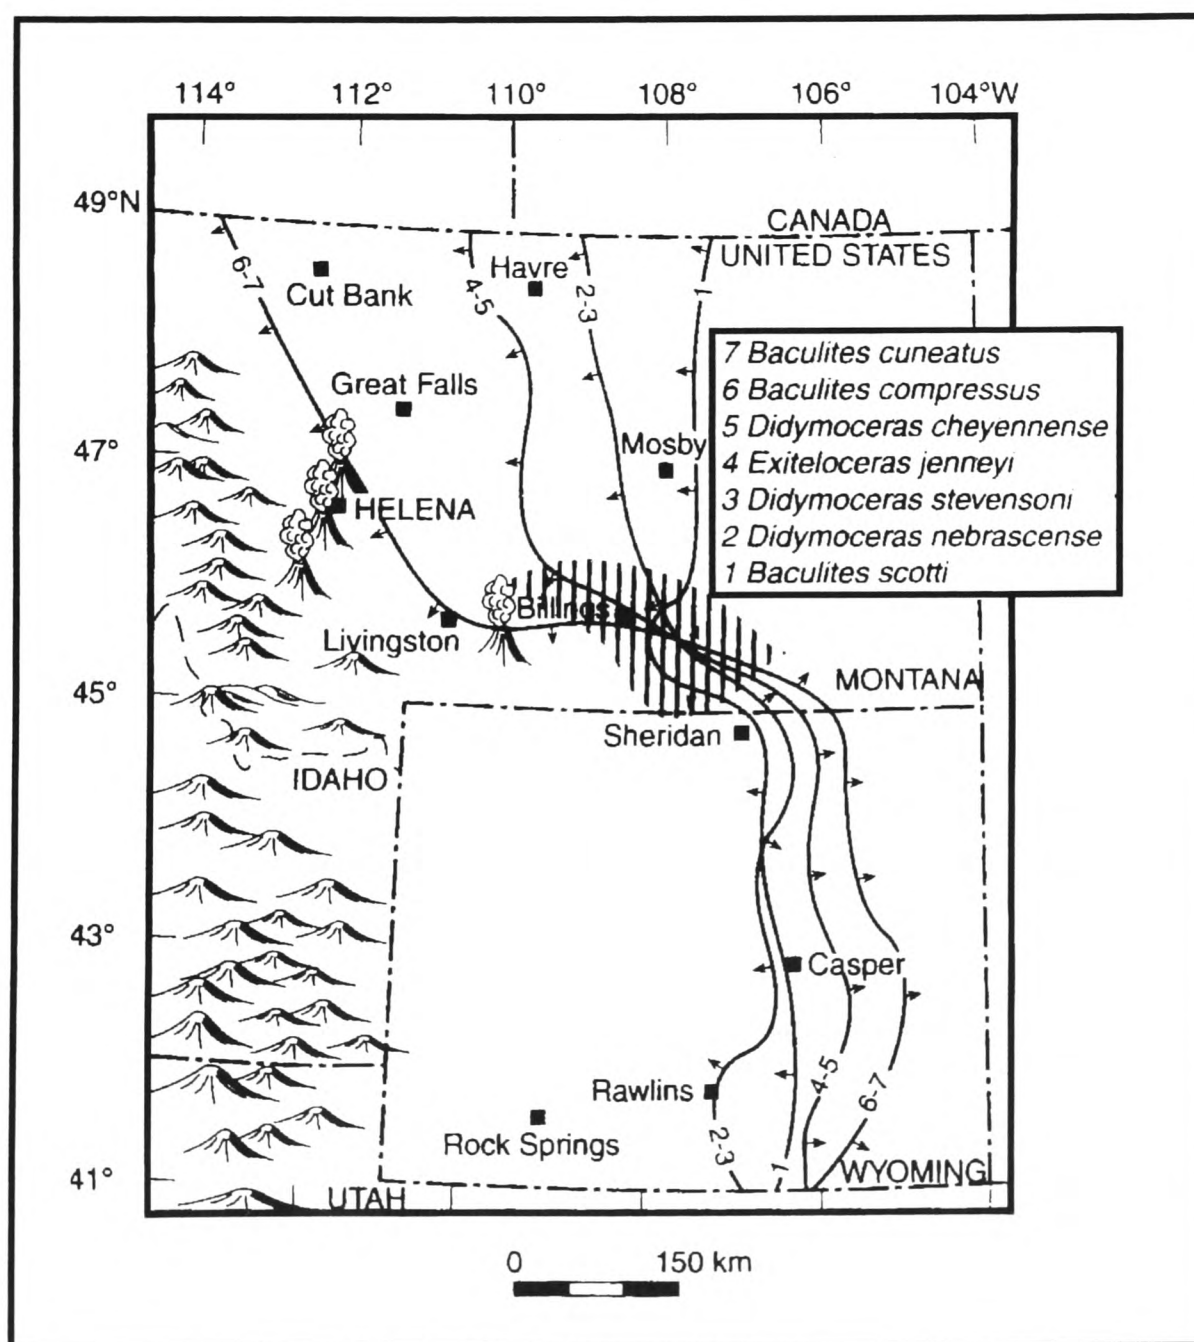 114° 112° 110° 108° 106° 104°W
49°N
CANADA
UNITED STATES
6-7
4-5
Havre
2-3
1
Cut Bank
7 Baculites cuneatus
6 Baculites compressus
5 Didymoceras cheyennense
4 Exiteloceras jenneyi
3 Didymoceras stevensoni
2 Didymoceras nebrascense
1 Baculites scotti
Great Falls
47°
Mosby
HELENA
Billings
Livingston
45°
MONTANA
Sheridan
IDAHO
43°
Casper
Rawlins
4-5
6-7
Rock Springs
2-3
1
41°
UTAH
WYOMING
0 150 km